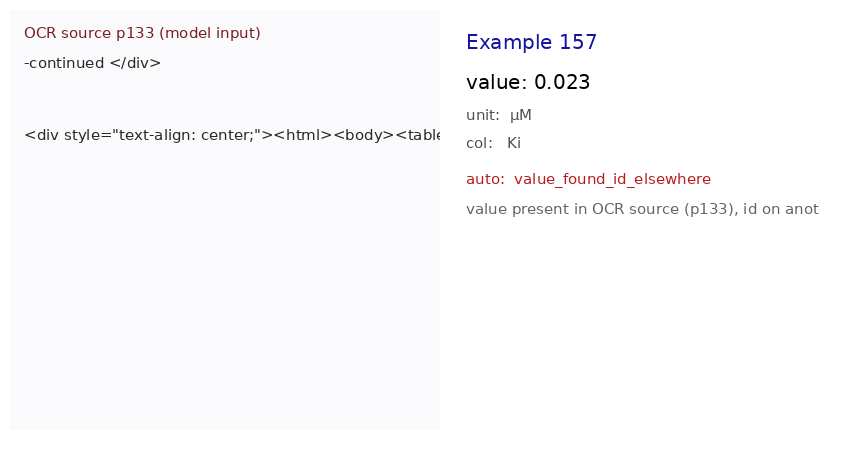 OCR source p133 (model input)
-continued </div>
<div style="text-align: center;"><html><body><table
Example 157
value: 0.023
unit: µM
col: Ki
auto: value_found_id_elsewhere
value present in OCR source (p133), id on anot